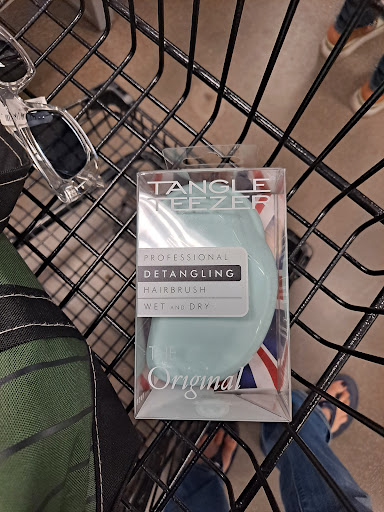 TANGLE
TEEZER
PROFESSIONAL
DETANGLING
HAIRBRUSH
WET AND DRY
THE
Original